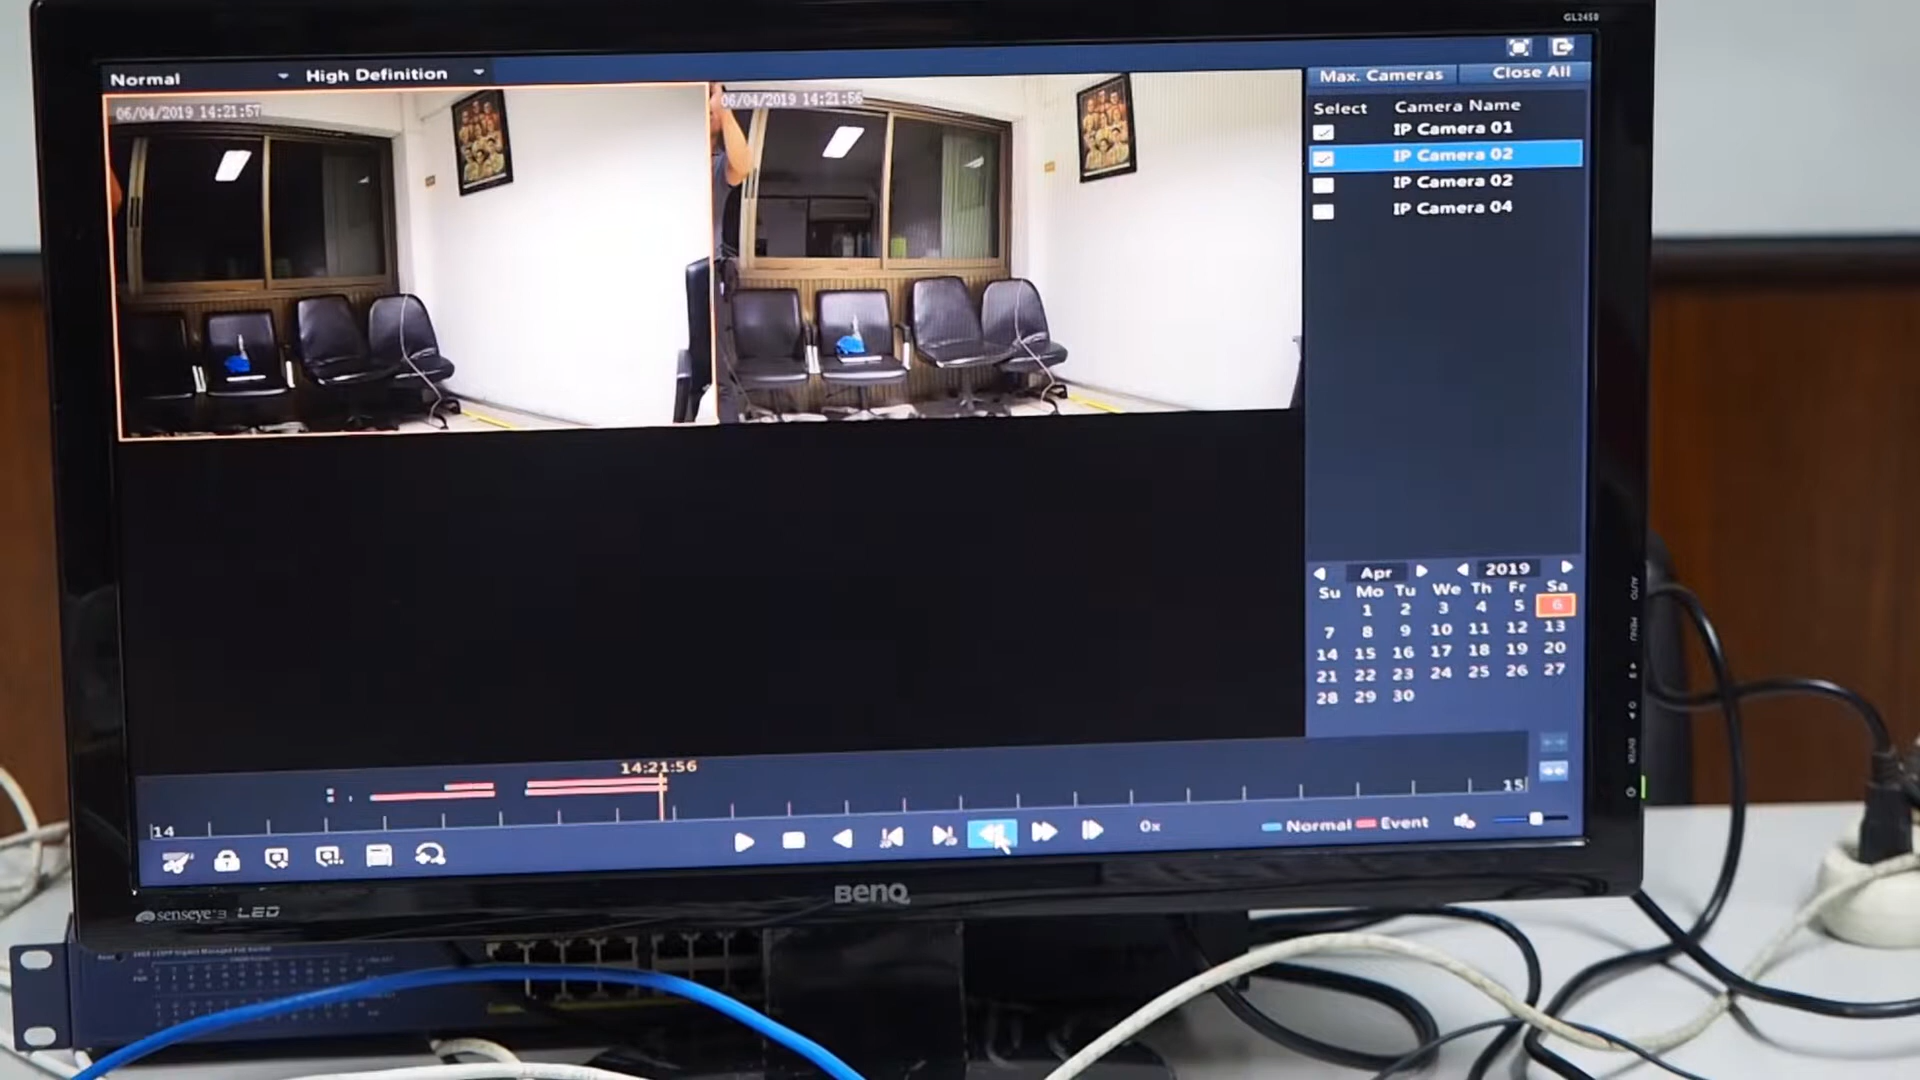 GL2450
Normal High Definition
Max. Cameras Close All
06/04/2019 14:21:57
06/04/2019 14:21:56
Select Camera Name
IP Camera 01
IP Camera 02
IP Camera 02
IP Camera 04
Apr 2019
Su Mo Tu We Th Fr Sa
1 2 3 4 5 6
7 8 9 10 11 12 13
14 15 16 17 18 19 20
21 22 23 24 25 26 27
28 29 30
14:21:56
14 15
0x Normal Event
BenQ
senseye 3 LED
AUTO
MENU
ENTER